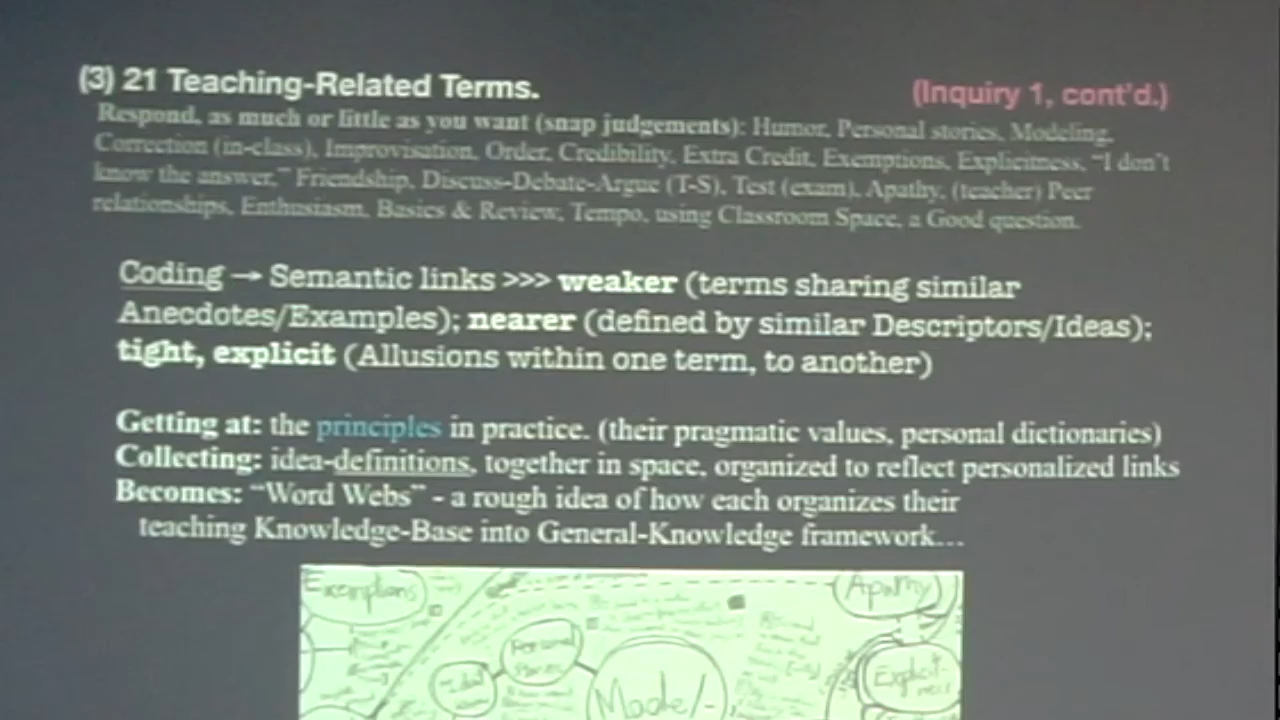 (3) 21 Teaching-Related Terms.
(Inquiry 1, cont'd.)
Respond, as much or little as you want (snap judgements): Humor, Personal stories, Modeling,
Correction (in-class), Improvisation, Order, Credibility, Extra Credit, Exemptions, Explicitness, "I don't
know the answer," Friendship, Discuss-Debate-Argue (T-S), Test (exam), Apathy, (teacher) Peer
relationships, Enthusiasm, Basics & Review, Tempo, using Classroom Space, a Good question.
Coding → Semantic links >>> weaker (terms sharing similar
Anecdotes/Examples); nearer (defined by similar Descriptors/Ideas);
tight, explicit (Allusions within one term, to another)
Getting at: the principles in practice. (their pragmatic values, personal dictionaries)
Collecting: idea-definitions, together in space, organized to reflect personalized links
Becomes: "Word Webs" - a rough idea of how each organizes their
teaching Knowledge-Base into General-Knowledge framework...
Exemptions
Apathy
Personal
Explicit-
ness
Model-